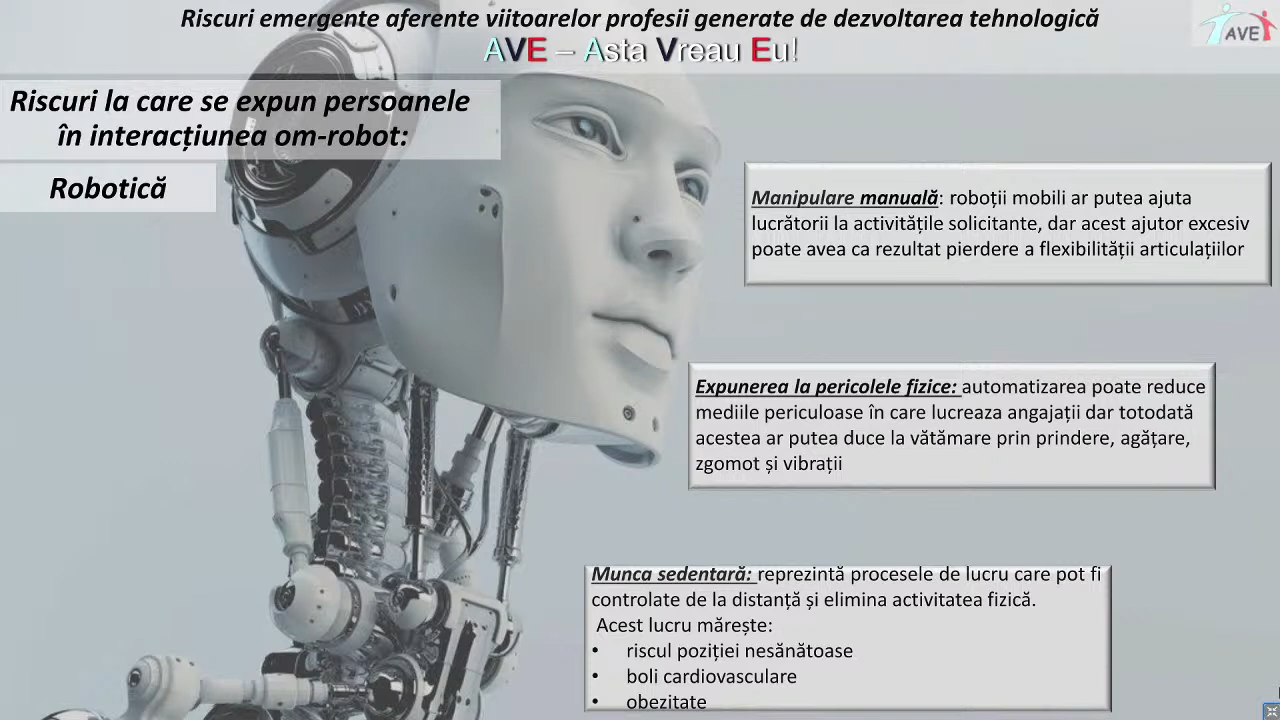 Riscuri emergente aferente viitoarelor profesii generate de dezvoltarea tehnologică
AVE – Asta Vreau Eu!
AVE
Riscuri la care se expun persoanele
în interacțiunea om-robot:
Robotică
Manipulare manuală: roboții mobili ar putea ajuta
lucrătorii la activitățile solicitante, dar acest ajutor excesiv
poate avea ca rezultat pierdere a flexibilității articulațiilor
Expunerea la pericolele fizice: automatizarea poate reduce
mediile periculoase în care lucreaza angajații dar totodată
acestea ar putea duce la vătămare prin prindere, agățare,
zgomot și vibrații
Munca sedentară: reprezintă procesele de lucru care pot fi
controlate de la distanță și elimina activitatea fizică.
Acest lucru mărește:
• riscul poziției nesănătoase
• boli cardiovasculare
• obezitate